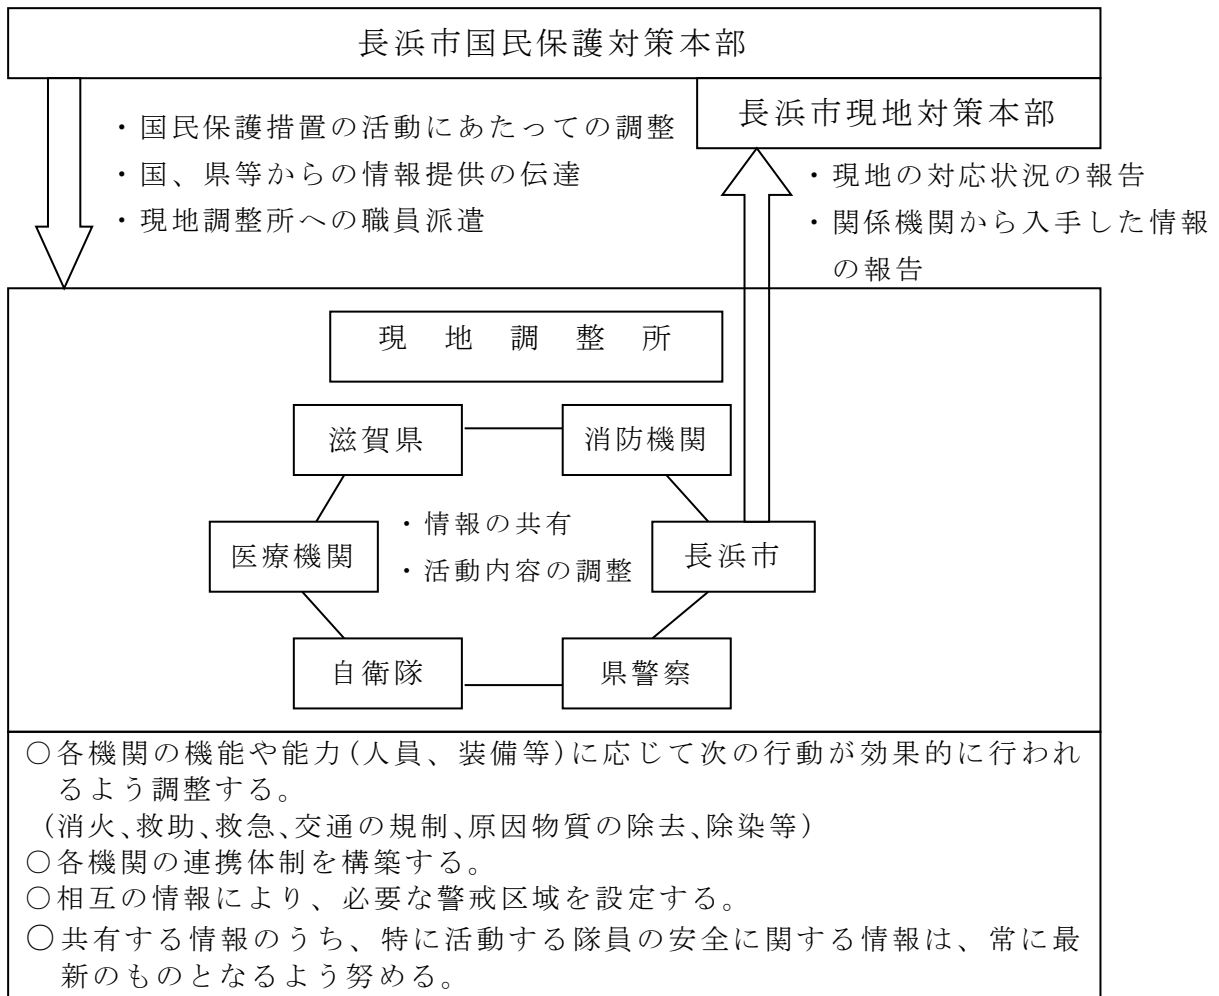 長浜市国民保護対策本部
長浜市現地対策本部
・国民保護措置の活動にあたっての調整
・国、県等からの情報提供の伝達
・現地調整所への職員派遣
・現地の対応状況の報告
・関係機関から入手した情報
の報告
現地調整所
滋賀県
消防機関
医療機関
・情報の共有
・活動内容の調整
長浜市
自衛隊
県警察
○各機関の機能や能力(人員、装備等)に応じて次の行動が効果的に行われ
るよう調整する。
(消火、救助、救急、交通の規制、原因物質の除去、除染等)
○各機関の連携体制を構築する。
○相互の情報により、必要な警戒区域を設定する。
○共有する情報のうち、特に活動する隊員の安全に関する情報は、常に最
新のものとなるよう努める。